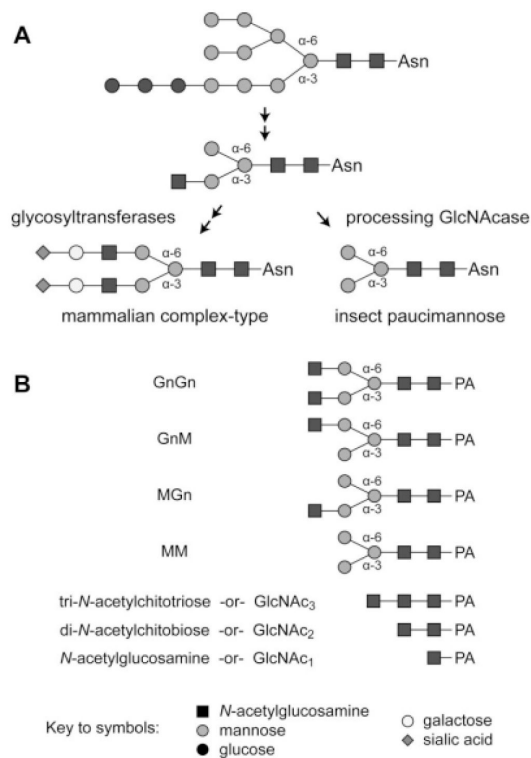 A
α-6
α-3
Asn
α-6
α-3
Asn
glycosyltransferases
processing GlcNAcase
α-6
α-3
Asn
α-6
α-3
Asn
mammalian complex-type
insect paucimannose
B
GnGn
α-6
α-3
PA
GnM
α-6
α-3
PA
MGn
α-6
α-3
PA
MM
α-6
α-3
PA
tri-N-acetylchitotriose -or- GlcNAc₃
PA
di-N-acetylchitobiose -or- GlcNAc₂
PA
N-acetylglucosamine -or- GlcNAc₁
PA
Key to symbols:
N-acetylglucosamine
mannose
glucose
galactose
sialic acid